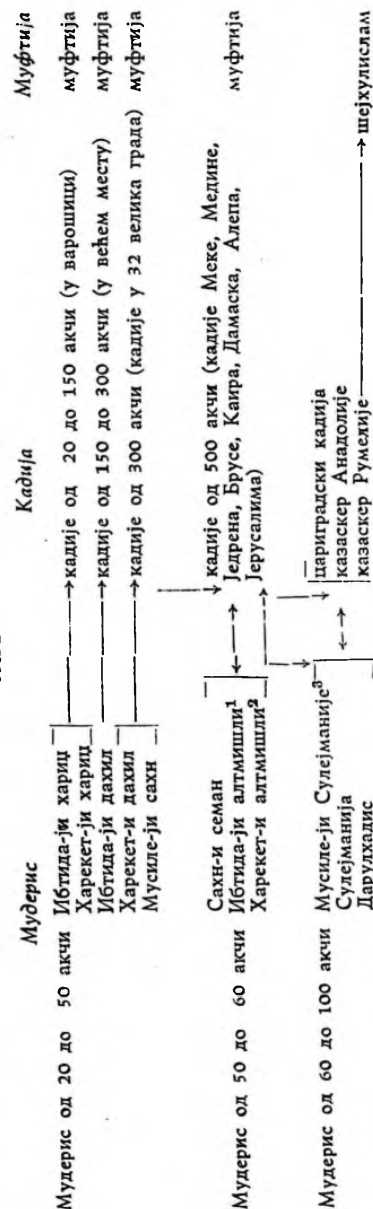 Мудерис Кадија Муфтија
Мудерис од 20 до 50 акчи Ибтида-ји хариџ → кадије од 20 до 150 акчи (у варошици) муфтија
Харекет-ји хариџ
Ибтида-ји дахил → кадије од 150 до 300 акчи (у већем месту) муфтија
Харекет-и дахил → кадије од 300 акчи (кадије у 32 велика града) муфтија
Мусиле-ји сахн
Сахн-и семан кадије од 500 акчи (кадије Меке, Медине, муфтија
Мудерис од 50 до 60 акчи Ибтида-ји алтмишли¹ ↔ Једрена, Брусе, Каира, Дамаска, Алепа,
Харекет-и алтмишли² → Јерусалима)
Мудерис од 60 до 100 акчи Мусиле-ји Сулејманије³ цариградски кадија
Сулејманија ↔ казаскер Анадолије
Дарулхадис казаскер Румелије → шејхулислам